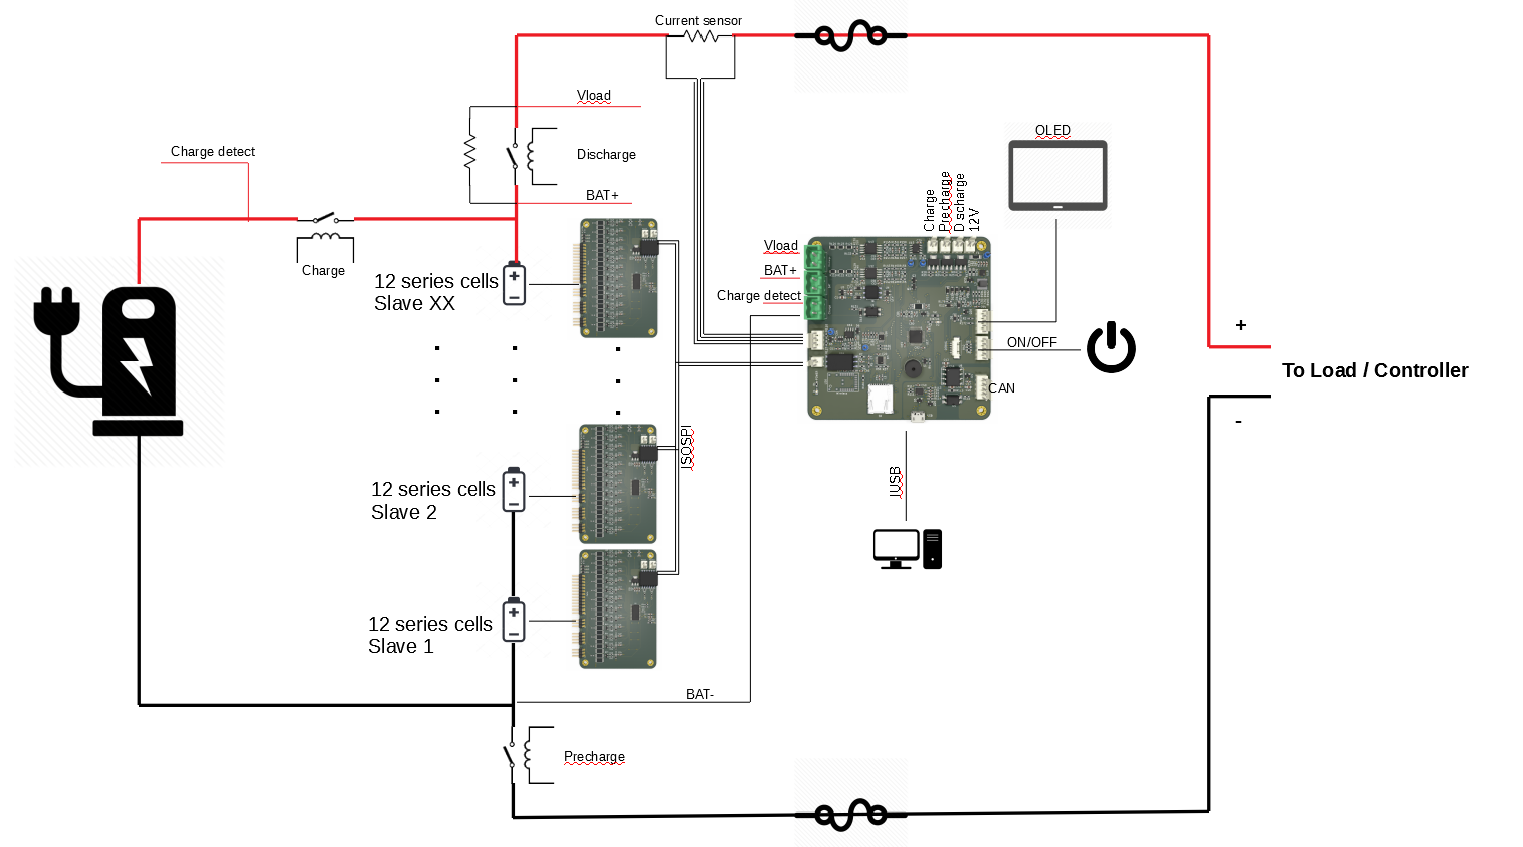 Current sensor
Vload
Discharge
Charge detect
BAT+
Charge
OLED
Charge
Precharge
Discharge
12V
Vload
BAT+
Charge detect
12 series cells
Slave XX
ON/OFF
CAN
+
To Load / Controller
-
ISOSPI
12 series cells
Slave 2
12 series cells
Slave 1
BAT-
Precharge